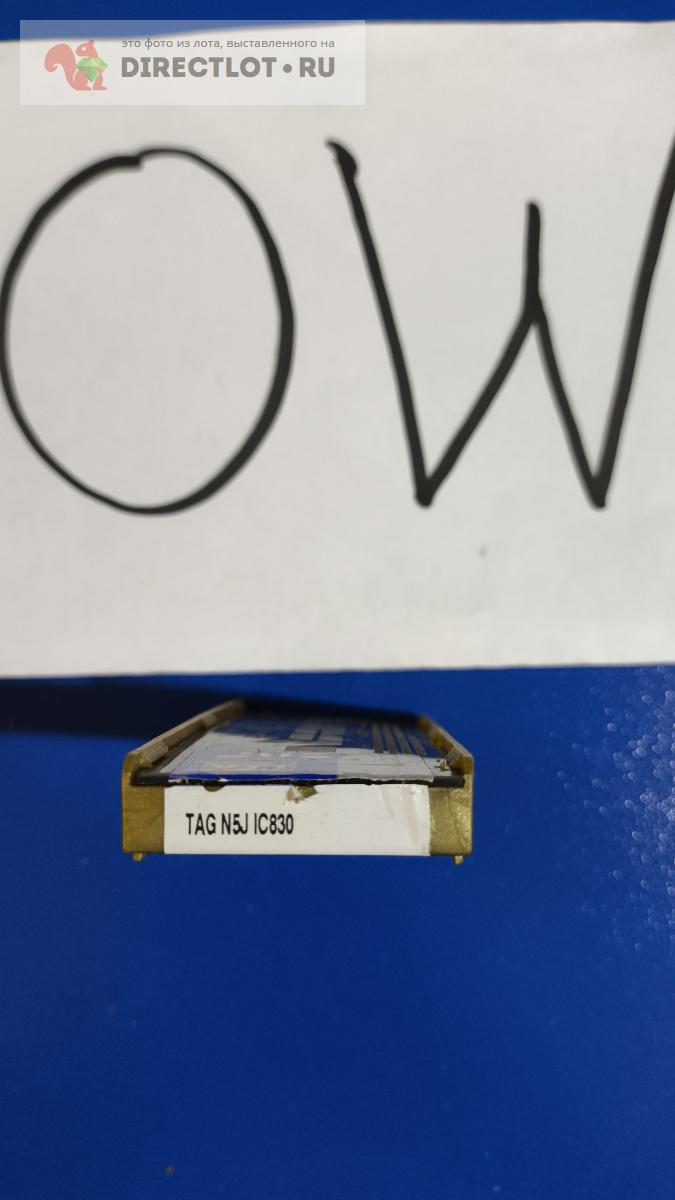 это фото из лота, выставленного на
DIRECTLOT•RU
OW
TAG N5J IC830